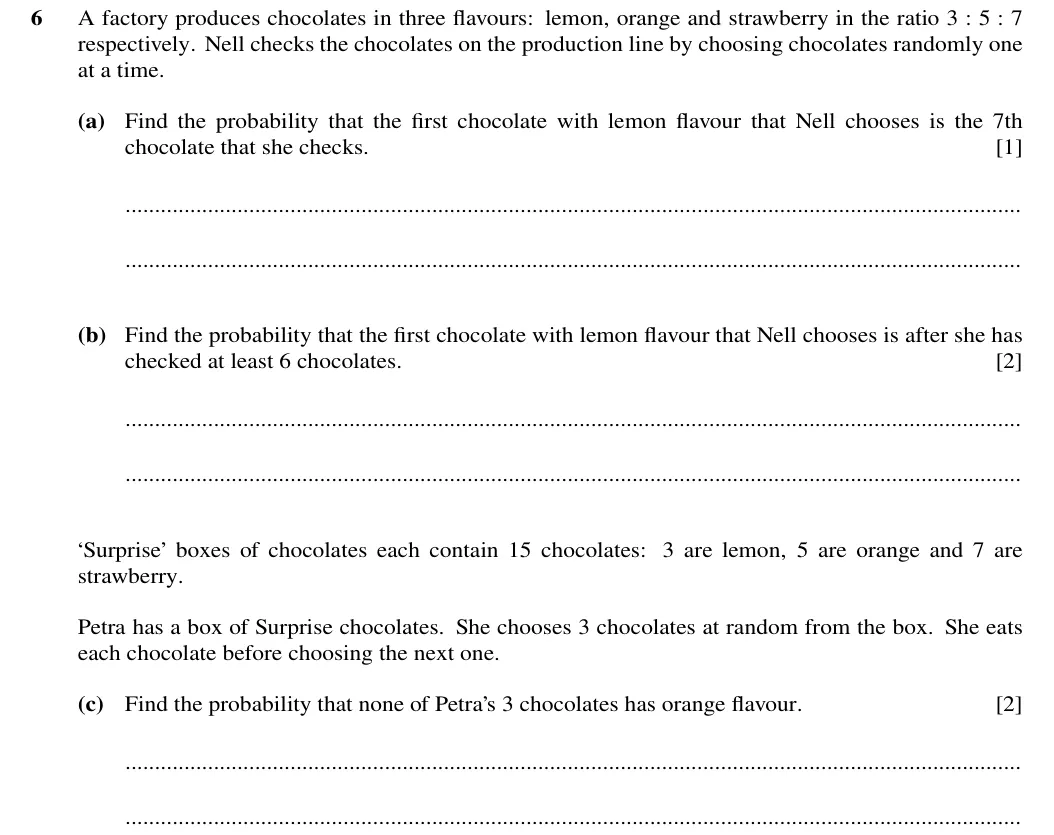 6 A factory produces chocolates in three flavours: lemon, orange and strawberry in the ratio 3 : 5 : 7
respectively. Nell checks the chocolates on the production line by choosing chocolates randomly one
at a time.
(a) Find the probability that the first chocolate with lemon flavour that Nell chooses is the 7th
chocolate that she checks. [1]
(b) Find the probability that the first chocolate with lemon flavour that Nell chooses is after she has
checked at least 6 chocolates. [2]
‘Surprise’ boxes of chocolates each contain 15 chocolates: 3 are lemon, 5 are orange and 7 are
strawberry.
Petra has a box of Surprise chocolates. She chooses 3 chocolates at random from the box. She eats
each chocolate before choosing the next one.
(c) Find the probability that none of Petra’s 3 chocolates has orange flavour. [2]